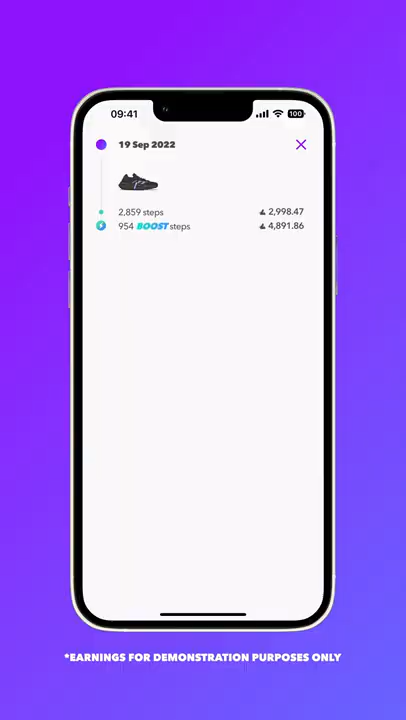 09:41
100
19 Sep 2022
2,859 steps 2,998.47
954 BOOST steps 4,891.86
*EARNINGS FOR DEMONSTRATION PURPOSES ONLY